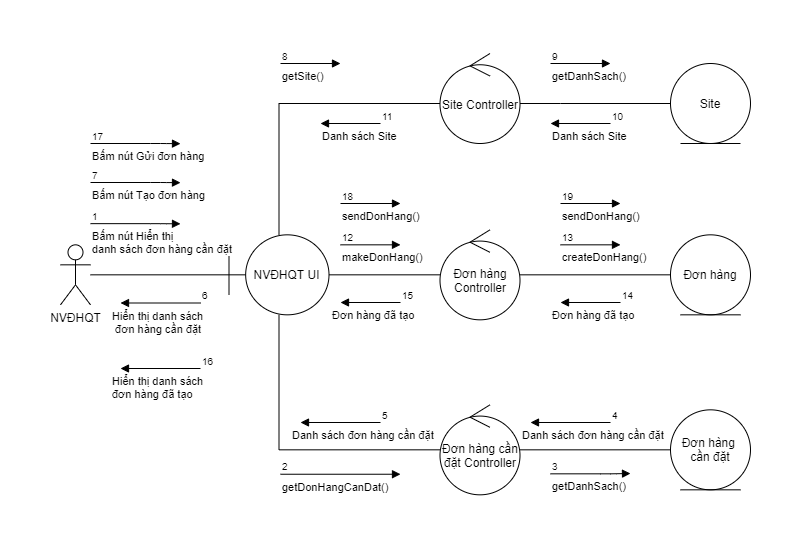 8
getSite()
9
getDanhSach()
Site Controller
Site
11
Danh sách Site
10
Danh sách Site
17
Bấm nút Gửi đơn hàng
7
Bấm nút Tạo đơn hàng
1
Bấm nút Hiển thị
danh sách đơn hàng cần đặt
NVĐHQT
6
Hiển thị danh sách
đơn hàng cần đặt
16
Hiển thị danh sách
đơn hàng đã tạo
NVĐHQT UI
18
sendDonHang()
12
makeDonHang()
19
sendDonHang()
13
createDonHang()
Đơn hàng
Controller
Đơn hàng
15
Đơn hàng đã tạo
14
Đơn hàng đã tạo
5
Danh sách đơn hàng cần đặt
4
Danh sách đơn hàng cần đặt
Đơn hàng cần
đặt Controller
Đơn hàng
cần đặt
2
getDonHangCanDat()
3
getDanhSach()